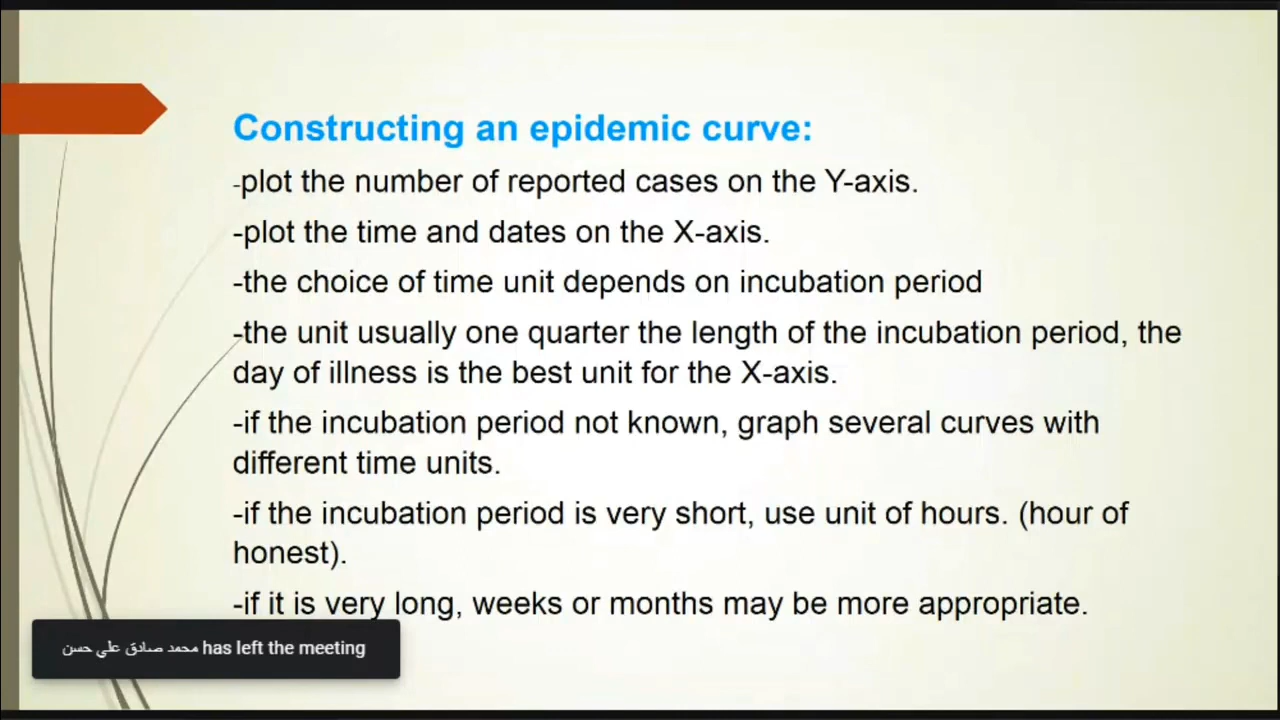 Constructing an epidemic curve:
-plot the number of reported cases on the Y-axis.
-plot the time and dates on the X-axis.
-the choice of time unit depends on incubation period
-the unit usually one quarter the length of the incubation period, the
day of illness is the best unit for the X-axis.
-if the incubation period not known, graph several curves with
different time units.
-if the incubation period is very short, use unit of hours. (hour of
honest).
-if it is very long, weeks or months may be more appropriate.
محمد صادق علي حسن has left the meeting